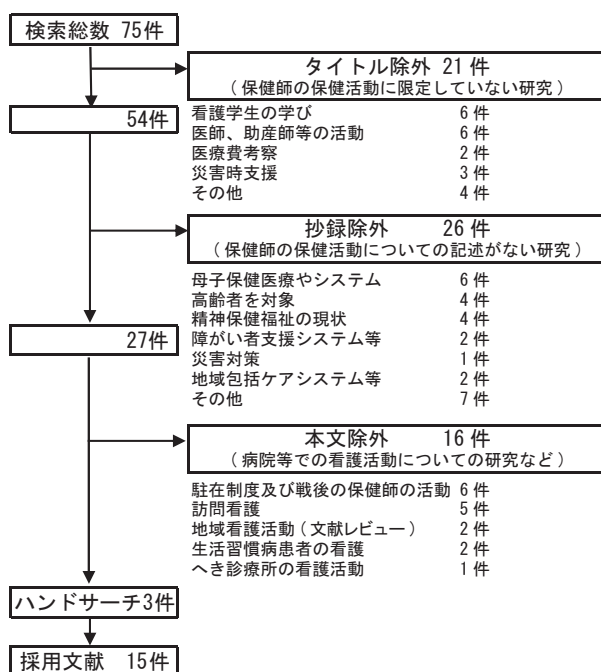 検索総数 75件
タイトル除外 21件
（保健師の保健活動に限定していない研究）
54件
看護学生の学び 6件
医師、助産師等の活動 6件
医療費考察 2件
災害時支援 3件
その他 4件
抄録除外 26件
（保健師の保健活動についての記述がない研究）
母子保健医療やシステム 6件
高齢者を対象 4件
精神保健福祉の現状 4件
27件
障がい者支援システム等 2件
災害対策 1件
地域包括ケアシステム等 2件
その他 7件
本文除外 16件
（病院等での看護活動についての研究など）
駐在制度及び戦後の保健師の活動 6件
訪問看護 5件
地域看護活動（文献レビュー） 2件
生活習慣病患者の看護 2件
へき診療所の看護活動 1件
ハンドサーチ3件
採用文献 15件